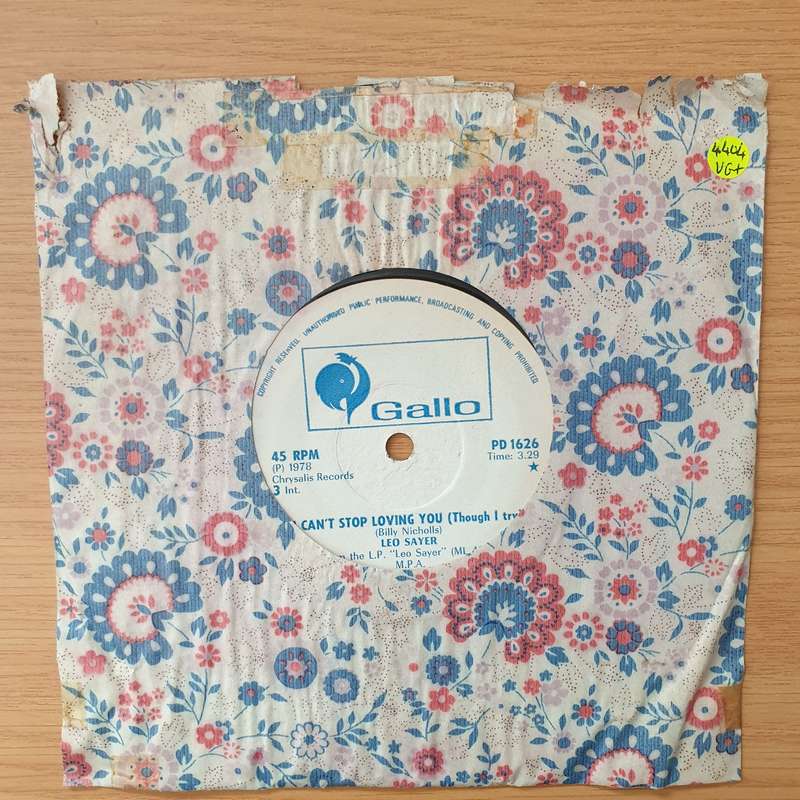 4404
VG+
COPYRIGHT RESERVED. UNAUTHORISED PUBLIC PERFORMANCE, BROADCASTING AND COPYING PROHIBITED
Gallo
45 RPM
(P) 1978
Chrysalis Records
3 Int.
PD 1626
Time: 3.29
CAN'T STOP LOVING YOU (Though I try
(Billy Nicholls)
LEO SAYER
the L.P. "Leo Sayer"
M.P.A.